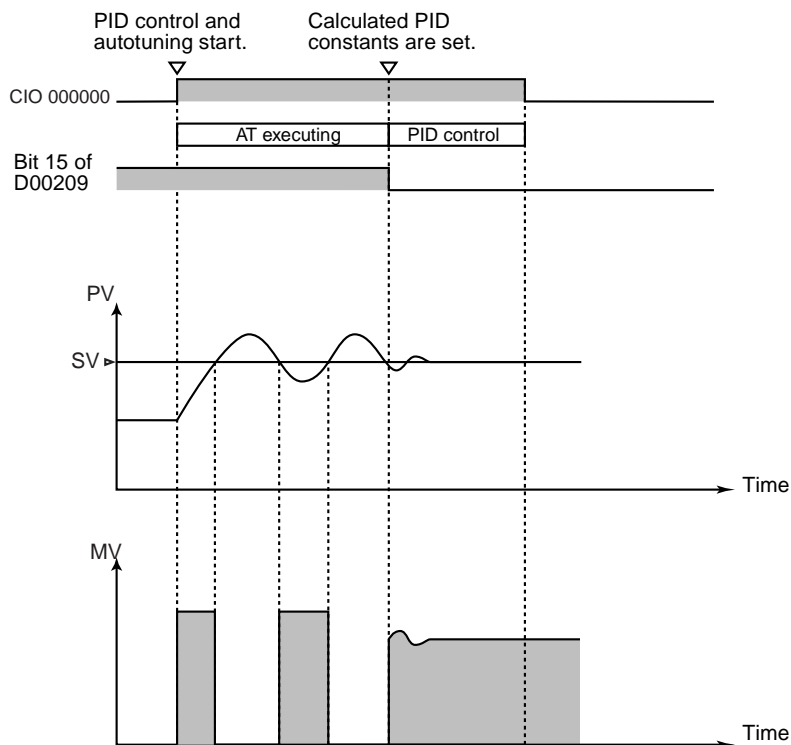 PID control and
autotuning start.
Calculated PID
constants are set.
CIO 000000
AT executing
PID control
Bit 15 of
D00209
PV
SV
Time
MV
Time